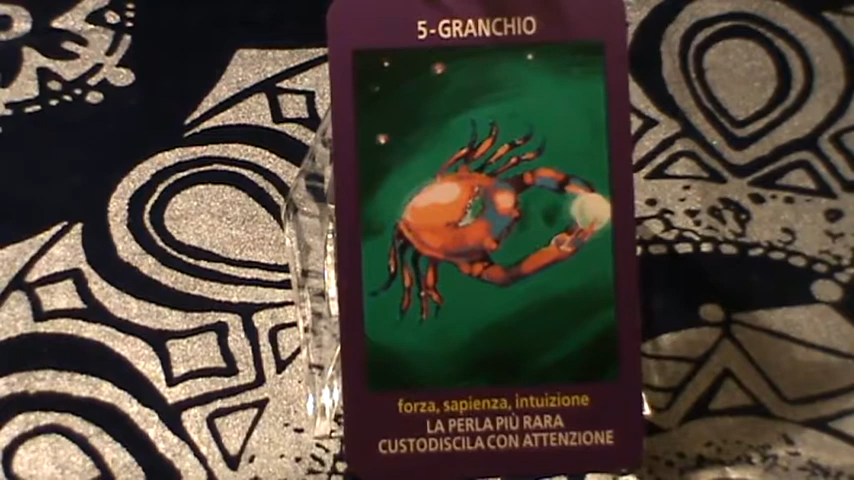 5-GRANCHIO
forza, sapienza, intuizione
LA PERLA PIÙ RARA
CUSTODISCILA CON ATTENZIONE